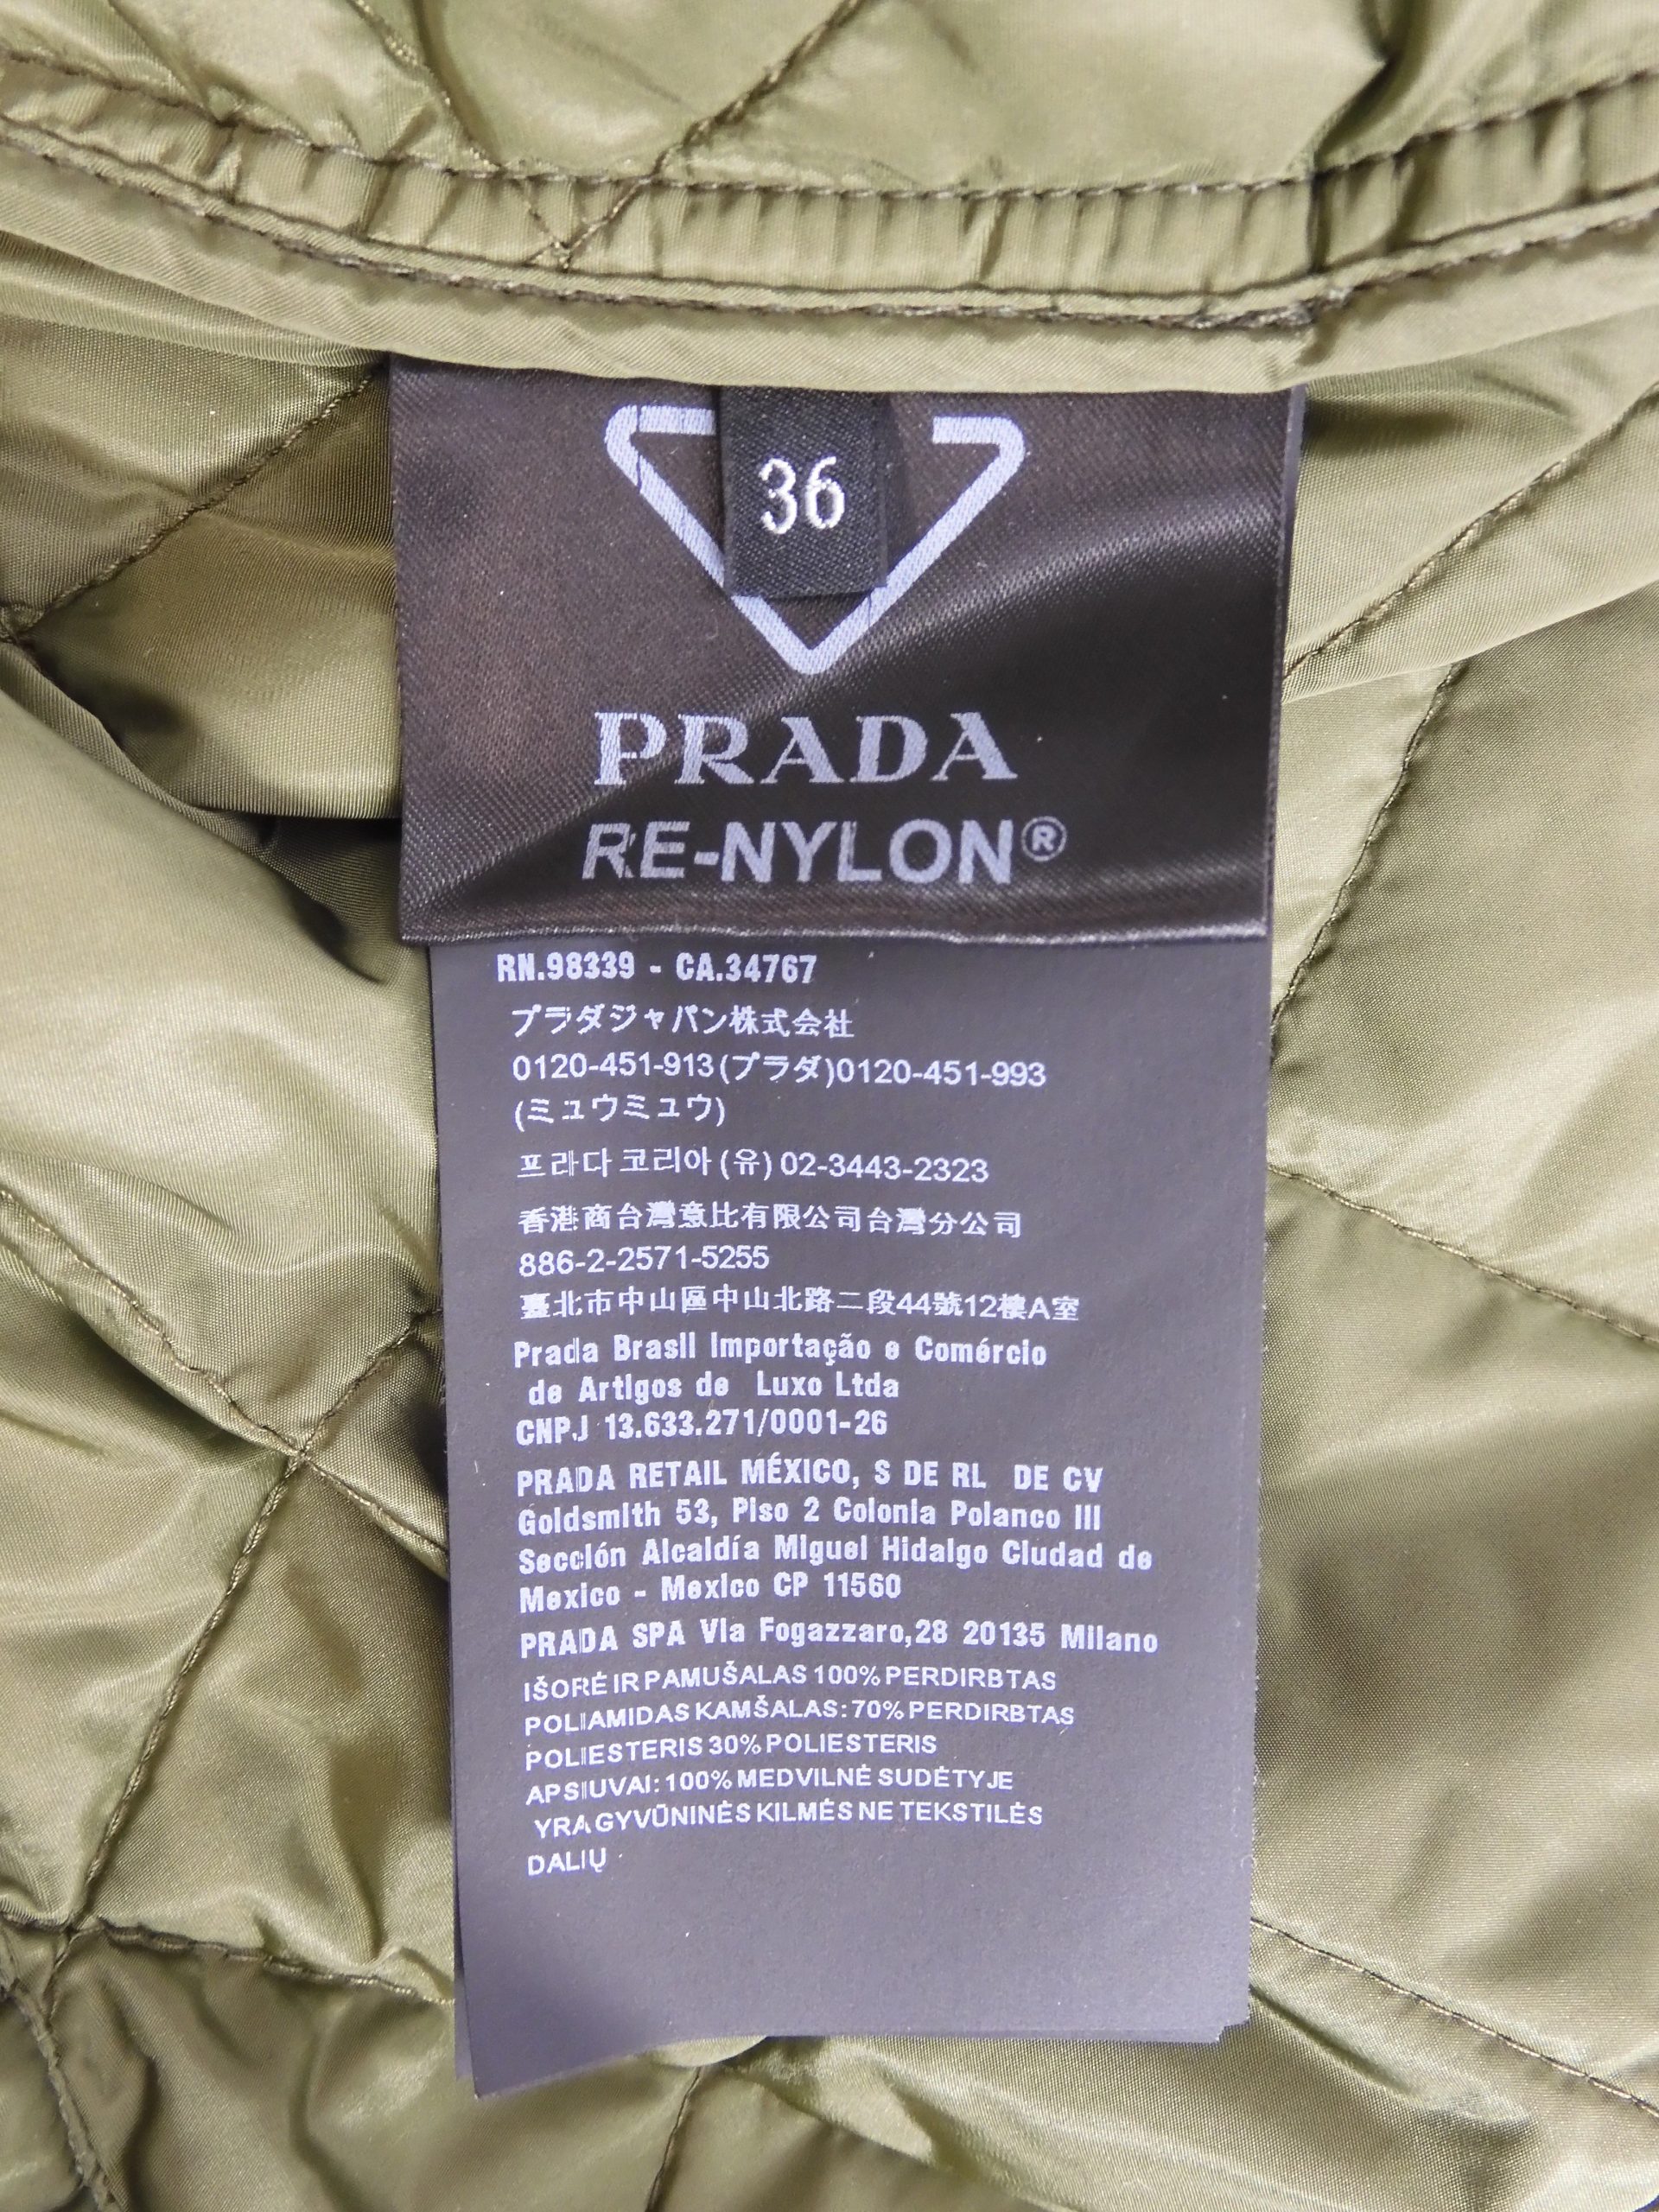 36
PRADA
RE-NYLON®
RN.98339 - CA.34767
プラダジャパン株式会社
0120-451-913(プラダ)0120-451-993
(ミュウミュウ)
프라다 코리아 (유) 02-3443-2323
香港商台灣意比有限公司台灣分公司
886-2-2571-5255
臺北市中山區中山北路二段44號12樓A室
Prada Brasil Importação e Comércio
de Artigos de Luxo Ltda
CNPJ 13.633.271/0001-26
PRADA RETAIL MÉXICO, S DE RL DE CV
Goldsmith 53, Piso 2 Colonia Polanco III
Sección Alcaldía Miguel Hidalgo Ciudad de
Mexico - Mexico CP 11560
PRADA SPA Via Fogazzaro,28 20135 Milano
IŠORĖ IR PAMUŠALAS 100% PERDIRBTAS
POLIAMIDAS KAMŠALAS: 70% PERDIRBTAS
POLIESTERIS 30% POLIESTERIS
APSIUVAI: 100% MEDVILNĖ SUDĖTYJE
YRA GYVŪNINĖS KILMĖS NE TEKSTILĖS
DALIŲ